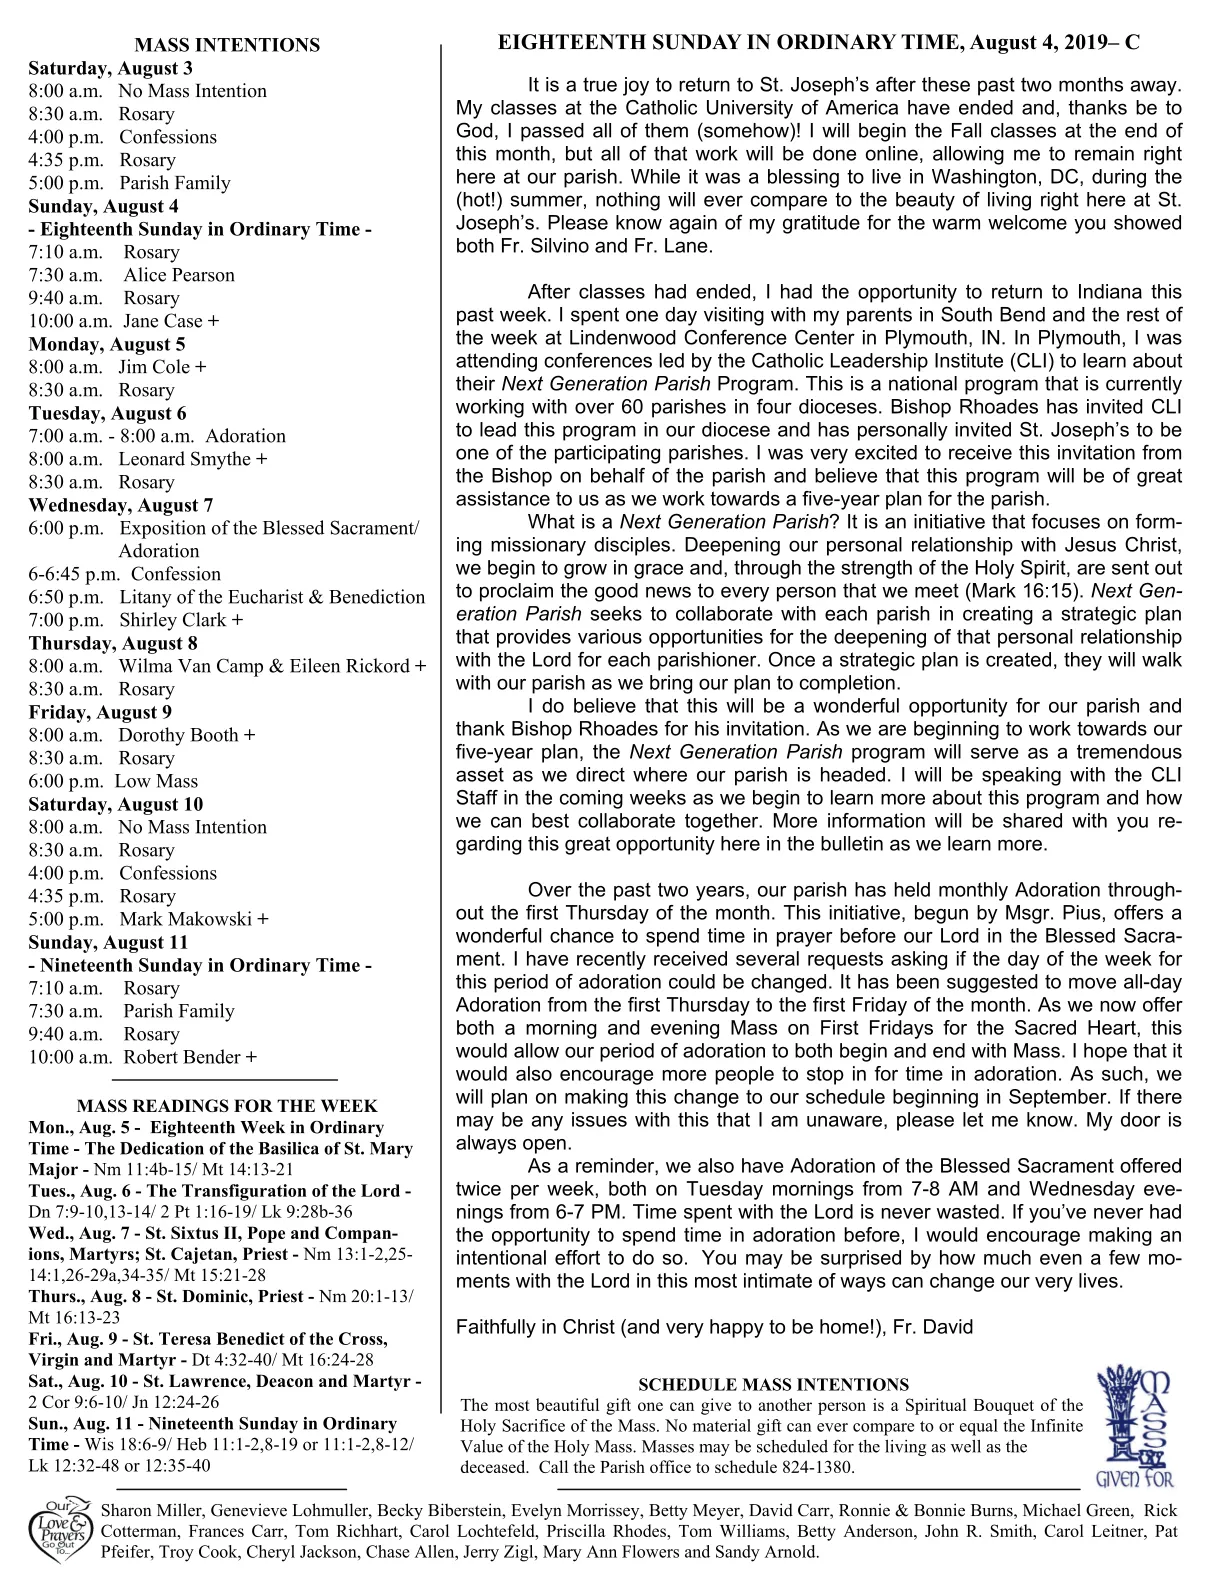 MASS INTENTIONS
Saturday, August 3
8:00 a.m. No Mass Intention
8:30 a.m. Rosary
4:00 p.m. Confessions
4:35 p.m. Rosary
5:00 p.m. Parish Family
Sunday, August 4
- Eighteenth Sunday in Ordinary Time -
7:10 a.m. Rosary
7:30 a.m. Alice Pearson
9:40 a.m. Rosary
10:00 a.m. Jane Case +
Monday, August 5
8:00 a.m. Jim Cole +
8:30 a.m. Rosary
Tuesday, August 6
7:00 a.m. - 8:00 a.m. Adoration
8:00 a.m. Leonard Smythe +
8:30 a.m. Rosary
Wednesday, August 7
6:00 p.m. Exposition of the Blessed Sacrament/
Adoration
6-6:45 p.m. Confession
6:50 p.m. Litany of the Eucharist & Benediction
7:00 p.m. Shirley Clark +
Thursday, August 8
8:00 a.m. Wilma Van Camp & Eileen Rickord +
8:30 a.m. Rosary
Friday, August 9
8:00 a.m. Dorothy Booth +
8:30 a.m. Rosary
6:00 p.m. Low Mass
Saturday, August 10
8:00 a.m. No Mass Intention
8:30 a.m. Rosary
4:00 p.m. Confessions
4:35 p.m. Rosary
5:00 p.m. Mark Makowski +
Sunday, August 11
- Nineteenth Sunday in Ordinary Time -
7:10 a.m. Rosary
7:30 a.m. Parish Family
9:40 a.m. Rosary
10:00 a.m. Robert Bender +
MASS READINGS FOR THE WEEK
Mon., Aug. 5 - Eighteenth Week in Ordinary
Time - The Dedication of the Basilica of St. Mary
Major - Nm 11:4b-15/ Mt 14:13-21
Tues., Aug. 6 - The Transfiguration of the Lord -
Dn 7:9-10,13-14/ 2 Pt 1:16-19/ Lk 9:28b-36
Wed., Aug. 7 - St. Sixtus II, Pope and Compan-
ions, Martyrs; St. Cajetan, Priest - Nm 13:1-2,25-
14:1,26-29a,34-35/ Mt 15:21-28
Thurs., Aug. 8 - St. Dominic, Priest - Nm 20:1-13/
Mt 16:13-23
Fri., Aug. 9 - St. Teresa Benedict of the Cross,
Virgin and Martyr - Dt 4:32-40/ Mt 16:24-28
Sat., Aug. 10 - St. Lawrence, Deacon and Martyr -
2 Cor 9:6-10/ Jn 12:24-26
Sun., Aug. 11 - Nineteenth Sunday in Ordinary
Time - Wis 18:6-9/ Heb 11:1-2,8-19 or 11:1-2,8-12/
Lk 12:32-48 or 12:35-40
EIGHTEENTH SUNDAY IN ORDINARY TIME, August 4, 2019– C
It is a true joy to return to St. Joseph's after these past two months away.
My classes at the Catholic University of America have ended and, thanks be to
God, I passed all of them (somehow)! I will begin the Fall classes at the end of
this month, but all of that work will be done online, allowing me to remain right
here at our parish. While it was a blessing to live in Washington, DC, during the
(hot!) summer, nothing will ever compare to the beauty of living right here at St.
Joseph's. Please know again of my gratitude for the warm welcome you showed
both Fr. Silvino and Fr. Lane.
After classes had ended, I had the opportunity to return to Indiana this
past week. I spent one day visiting with my parents in South Bend and the rest of
the week at Lindenwood Conference Center in Plymouth, IN. In Plymouth, I was
attending conferences led by the Catholic Leadership Institute (CLI) to learn about
their Next Generation Parish Program. This is a national program that is currently
working with over 60 parishes in four dioceses. Bishop Rhoades has invited CLI
to lead this program in our diocese and has personally invited St. Joseph's to be
one of the participating parishes. I was very excited to receive this invitation from
the Bishop on behalf of the parish and believe that this program will be of great
assistance to us as we work towards a five-year plan for the parish.
What is a Next Generation Parish? It is an initiative that focuses on form-
ing missionary disciples. Deepening our personal relationship with Jesus Christ,
we begin to grow in grace and, through the strength of the Holy Spirit, are sent out
to proclaim the good news to every person that we meet (Mark 16:15). Next Gen-
eration Parish seeks to collaborate with each parish in creating a strategic plan
that provides various opportunities for the deepening of that personal relationship
with the Lord for each parishioner. Once a strategic plan is created, they will walk
with our parish as we bring our plan to completion.
I do believe that this will be a wonderful opportunity for our parish and
thank Bishop Rhoades for his invitation. As we are beginning to work towards our
five-year plan, the Next Generation Parish program will serve as a tremendous
asset as we direct where our parish is headed. I will be speaking with the CLI
Staff in the coming weeks as we begin to learn more about this program and how
we can best collaborate together. More information will be shared with you re-
garding this great opportunity here in the bulletin as we learn more.
Over the past two years, our parish has held monthly Adoration through-
out the first Thursday of the month. This initiative, begun by Msgr. Pius, offers a
wonderful chance to spend time in prayer before our Lord in the Blessed Sacra-
ment. I have recently received several requests asking if the day of the week for
this period of adoration could be changed. It has been suggested to move all-day
Adoration from the first Thursday to the first Friday of the month. As we now offer
both a morning and evening Mass on First Fridays for the Sacred Heart, this
would allow our period of adoration to both begin and end with Mass. I hope that it
would also encourage more people to stop in for time in adoration. As such, we
will plan on making this change to our schedule beginning in September. If there
may be any issues with this that I am unaware, please let me know. My door is
always open.
As a reminder, we also have Adoration of the Blessed Sacrament offered
twice per week, both on Tuesday mornings from 7-8 AM and Wednesday eve-
nings from 6-7 PM. Time spent with the Lord is never wasted. If you've never had
the opportunity to spend time in adoration before, I would encourage making an
intentional effort to do so. You may be surprised by how much even a few mo-
ments with the Lord in this most intimate of ways can change our very lives.
Faithfully in Christ (and very happy to be home!), Fr. David
SCHEDULE MASS INTENTIONS
The most beautiful gift one can give to another person is a Spiritual Bouquet of the
Holy Sacrifice of the Mass. No material gift can ever compare to or equal the Infinite
Value of the Holy Mass. Masses may be scheduled for the living as well as the
deceased. Call the Parish office to schedule 824-1380.
MASS
GIVEN FOR
Our
Love &
Prayers
Go Out
To...
Sharon Miller, Genevieve Lohmuller, Becky Biberstein, Evelyn Morrissey, Betty Meyer, David Carr, Ronnie & Bonnie Burns, Michael Green, Rick
Cotterman, Frances Carr, Tom Richhart, Carol Lochtefeld, Priscilla Rhodes, Tom Williams, Betty Anderson, John R. Smith, Carol Leitner, Pat
Pfeifer, Troy Cook, Cheryl Jackson, Chase Allen, Jerry Zigl, Mary Ann Flowers and Sandy Arnold.